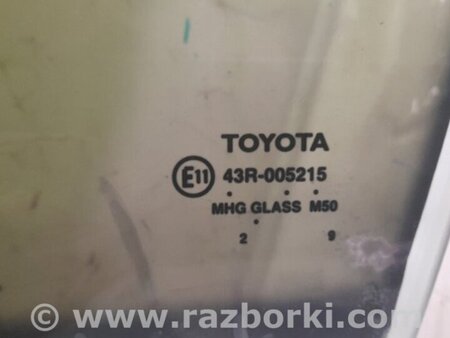 TOYOTA
E11 43R-005215
MHG GLASS M50
2 9
© www.razborki.com